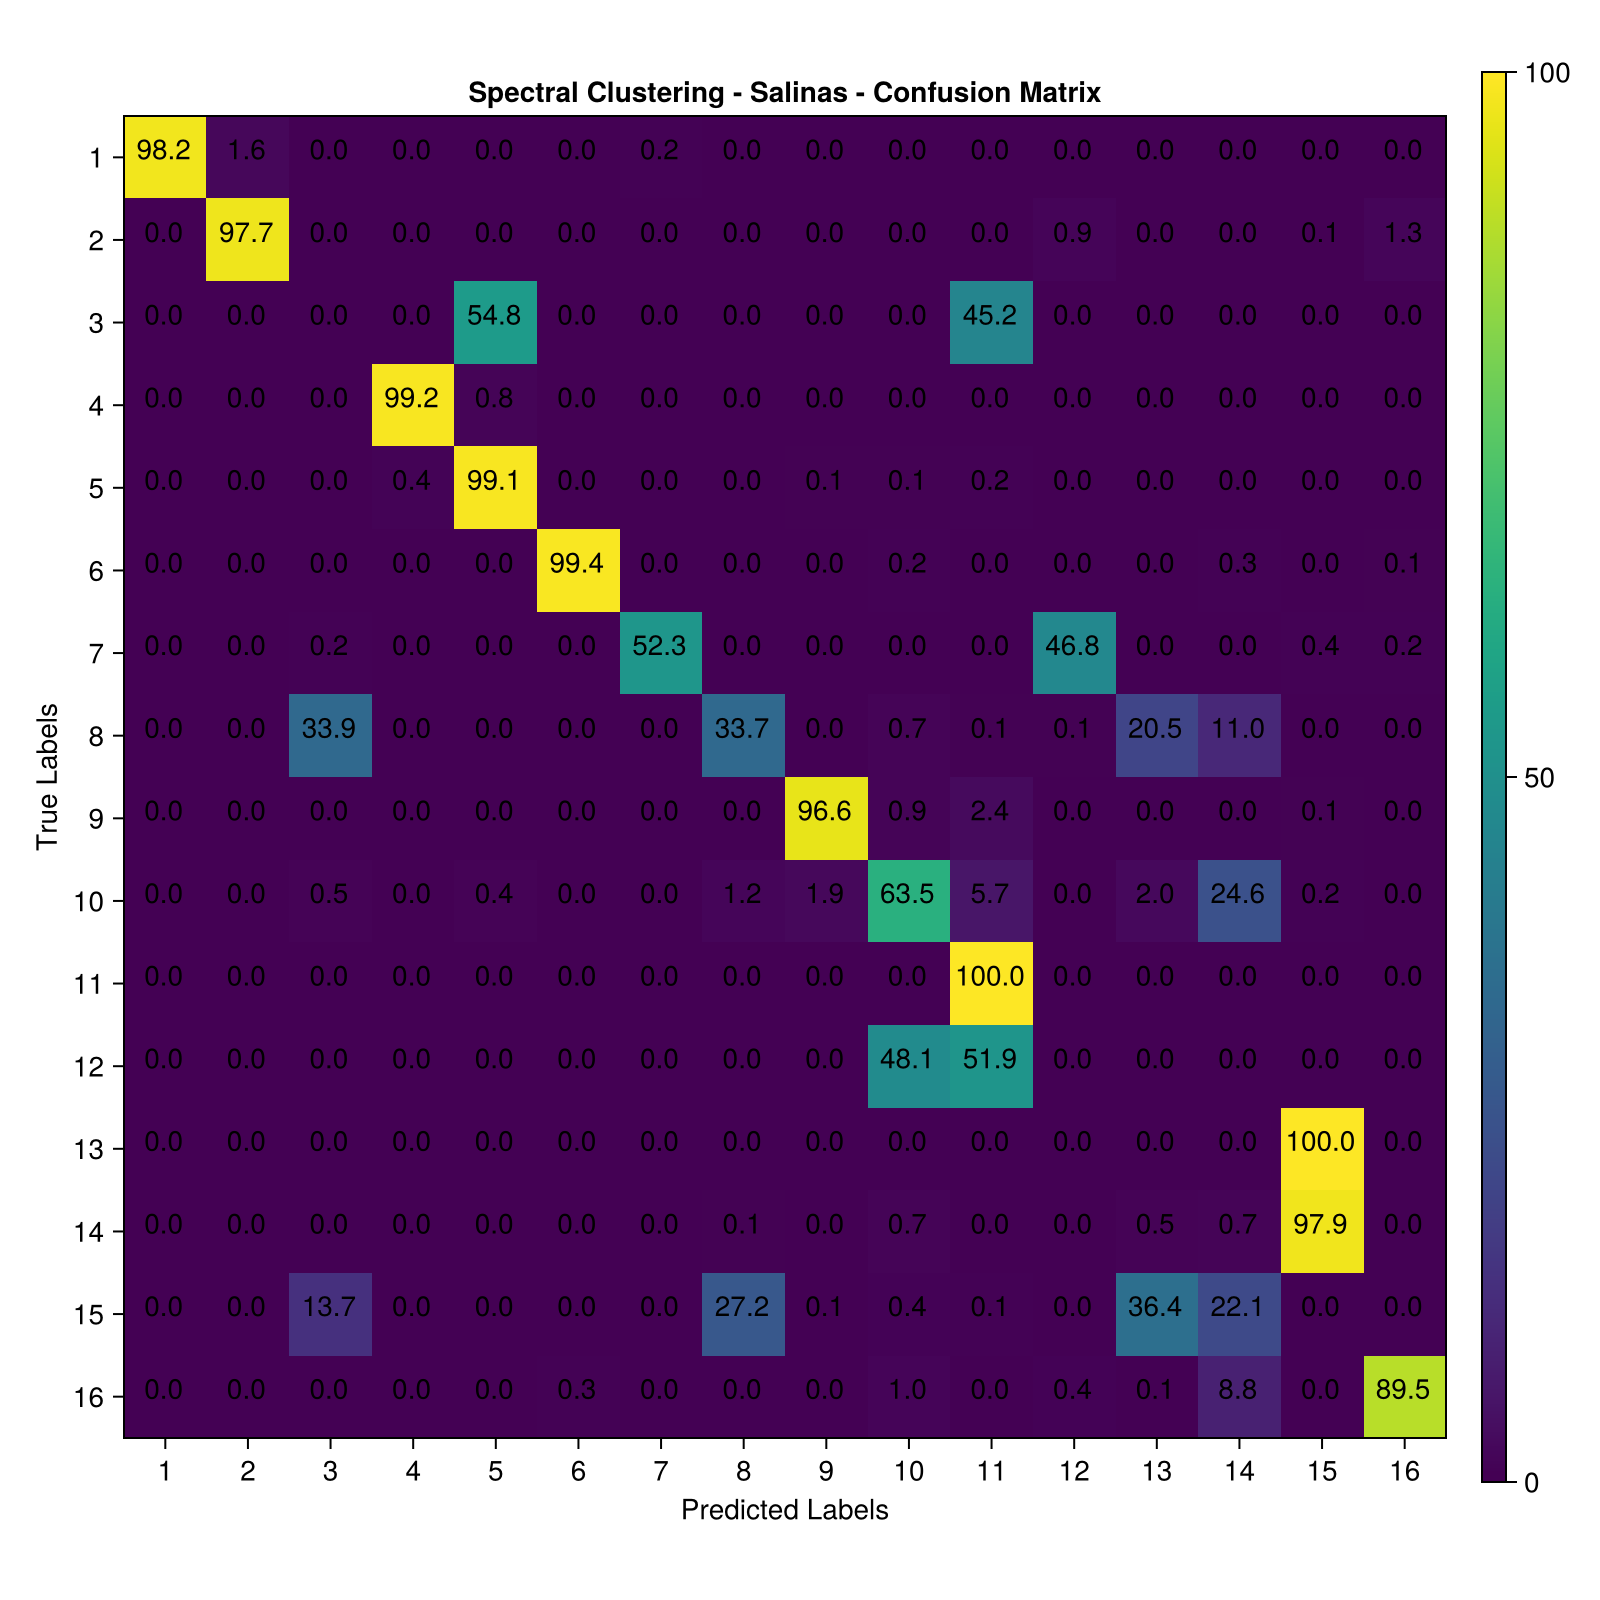 Spectral Clustering - Salinas - Confusion Matrix
100
1 98.2 1.6 0.0 0.0 0.0 0.0 0.2 0.0 0.0 0.0 0.0 0.0 0.0 0.0 0.0 0.0
2 0.0 97.7 0.0 0.0 0.0 0.0 0.0 0.0 0.0 0.0 0.0 0.9 0.0 0.0 0.1 1.3
3 0.0 0.0 0.0 0.0 54.8 0.0 0.0 0.0 0.0 0.0 45.2 0.0 0.0 0.0 0.0 0.0
4 0.0 0.0 0.0 99.2 0.8 0.0 0.0 0.0 0.0 0.0 0.0 0.0 0.0 0.0 0.0 0.0
5 0.0 0.0 0.0 0.4 99.1 0.0 0.0 0.0 0.1 0.1 0.2 0.0 0.0 0.0 0.0 0.0
6 0.0 0.0 0.0 0.0 0.0 99.4 0.0 0.0 0.0 0.2 0.0 0.0 0.0 0.3 0.0 0.1
7 0.0 0.0 0.2 0.0 0.0 0.0 52.3 0.0 0.0 0.0 0.0 46.8 0.0 0.0 0.4 0.2
8 0.0 0.0 33.9 0.0 0.0 0.0 0.0 33.7 0.0 0.7 0.1 0.1 20.5 11.0 0.0 0.0
50
True Labels
9 0.0 0.0 0.0 0.0 0.0 0.0 0.0 0.0 96.6 0.9 2.4 0.0 0.0 0.0 0.1 0.0
10 0.0 0.0 0.5 0.0 0.4 0.0 0.0 1.2 1.9 63.5 5.7 0.0 2.0 24.6 0.2 0.0
11 0.0 0.0 0.0 0.0 0.0 0.0 0.0 0.0 0.0 0.0 100.0 0.0 0.0 0.0 0.0 0.0
12 0.0 0.0 0.0 0.0 0.0 0.0 0.0 0.0 0.0 48.1 51.9 0.0 0.0 0.0 0.0 0.0
13 0.0 0.0 0.0 0.0 0.0 0.0 0.0 0.0 0.0 0.0 0.0 0.0 0.0 0.0 100.0 0.0
14 0.0 0.0 0.0 0.0 0.0 0.0 0.0 0.1 0.0 0.7 0.0 0.0 0.5 0.7 97.9 0.0
15 0.0 0.0 13.7 0.0 0.0 0.0 0.0 27.2 0.1 0.4 0.1 0.0 36.4 22.1 0.0 0.0
16 0.0 0.0 0.0 0.0 0.0 0.3 0.0 0.0 0.0 1.0 0.0 0.4 0.1 8.8 0.0 89.5
1 2 3 4 5 6 7 8 9 10 11 12 13 14 15 16
0
Predicted Labels